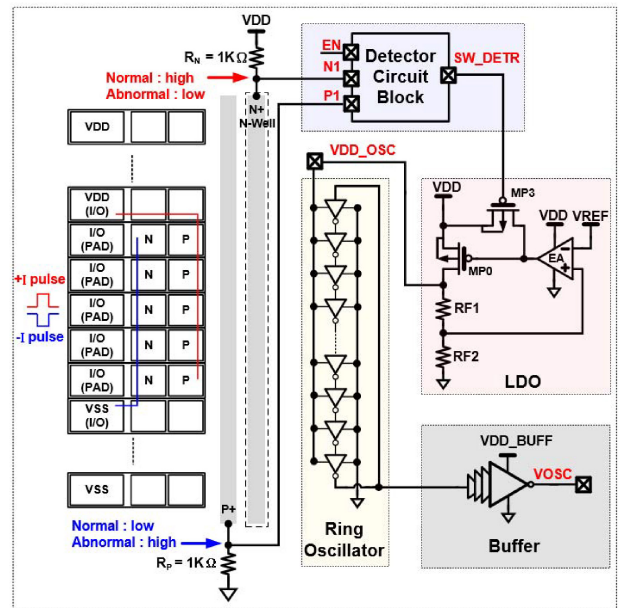 VDD
R_N = 1KΩ
Normal : high
Abnormal : low
N+
N-Well
EN
N1
P1
Detector
Circuit
Block
SW_DETR
VDD
VDD
(I/O)
I/O
(PAD)
N
P
I/O
(PAD)
N
P
I/O
(PAD)
N
P
I/O
(PAD)
N
P
I/O
(PAD)
N
P
VSS
(I/O)
VSS
+I pulse
-I pulse
VDD_OSC
VDD
MP3
VDD
VREF
EA
-
+
MP0
RF1
RF2
LDO
VDD_BUFF
VOSC
Buffer
Ring
Oscillator
P+
Normal : low
Abnormal : high
R_P = 1KΩ